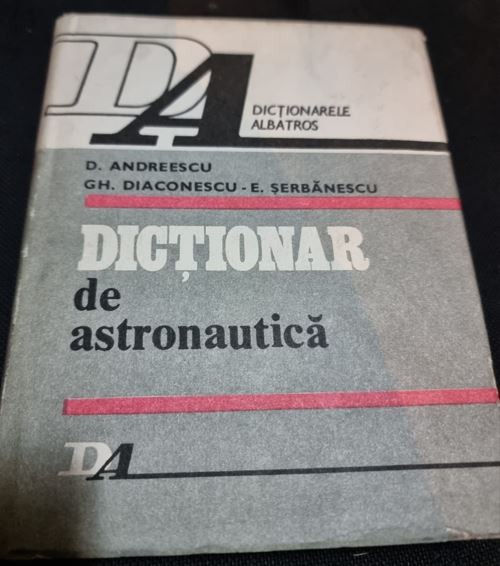 DA
DICȚIONARELE
ALBATROS
D. ANDREESCU
GH. DIACONESCU - E. ȘERBĂNESCU
DICȚIONAR
de
astronautică
DA